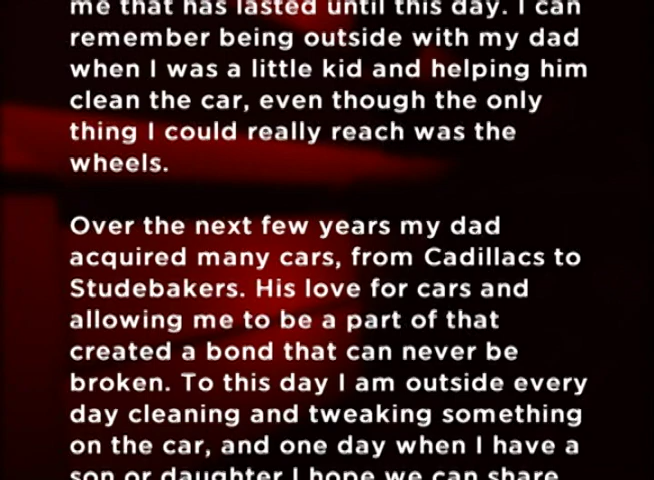 me that has lasted until this day. I can
remember being outside with my dad
when I was a little kid and helping him
clean the car, even though the only
thing I could really reach was the
wheels.
Over the next few years my dad
acquired many cars, from Cadillacs to
Studebakers. His love for cars and
allowing me to be a part of that
created a bond that can never be
broken. To this day I am outside every
day cleaning and tweaking something
on the car, and one day when I have a
son or daughter I hope we can share